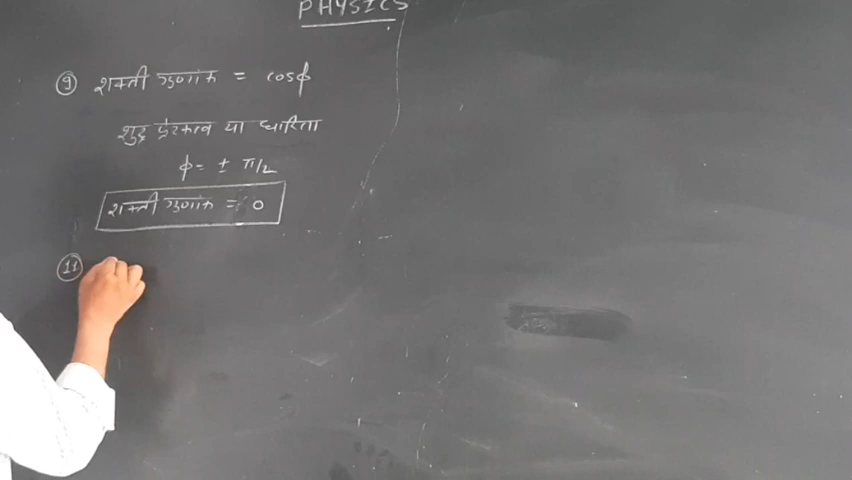 PHYSICS
⑨ शक्ती गुणांक = cosϕ
शुद्ध प्रेरकत्व या धारिता
ϕ = ± π/2
शक्ती गुणांक = 0
⑪